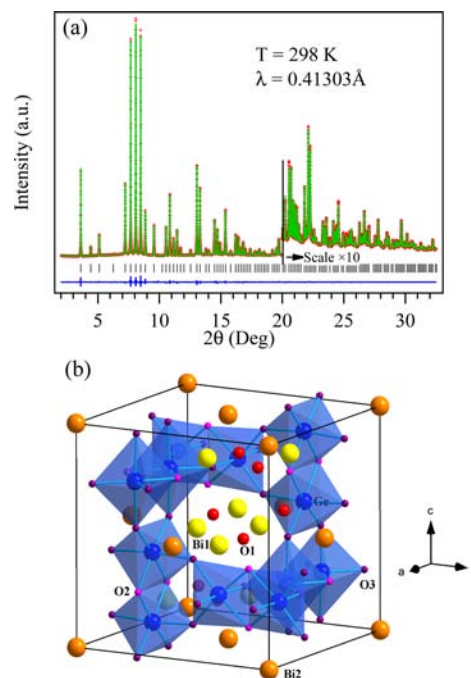 (a)
T = 298 K
λ = 0.41303Å
Intensity (a.u.)
Scale ×10
5 10 15 20 25 30
2θ (Deg)
(b)
Ge
Bi1 O1
O2 O3
Bi2
c
a